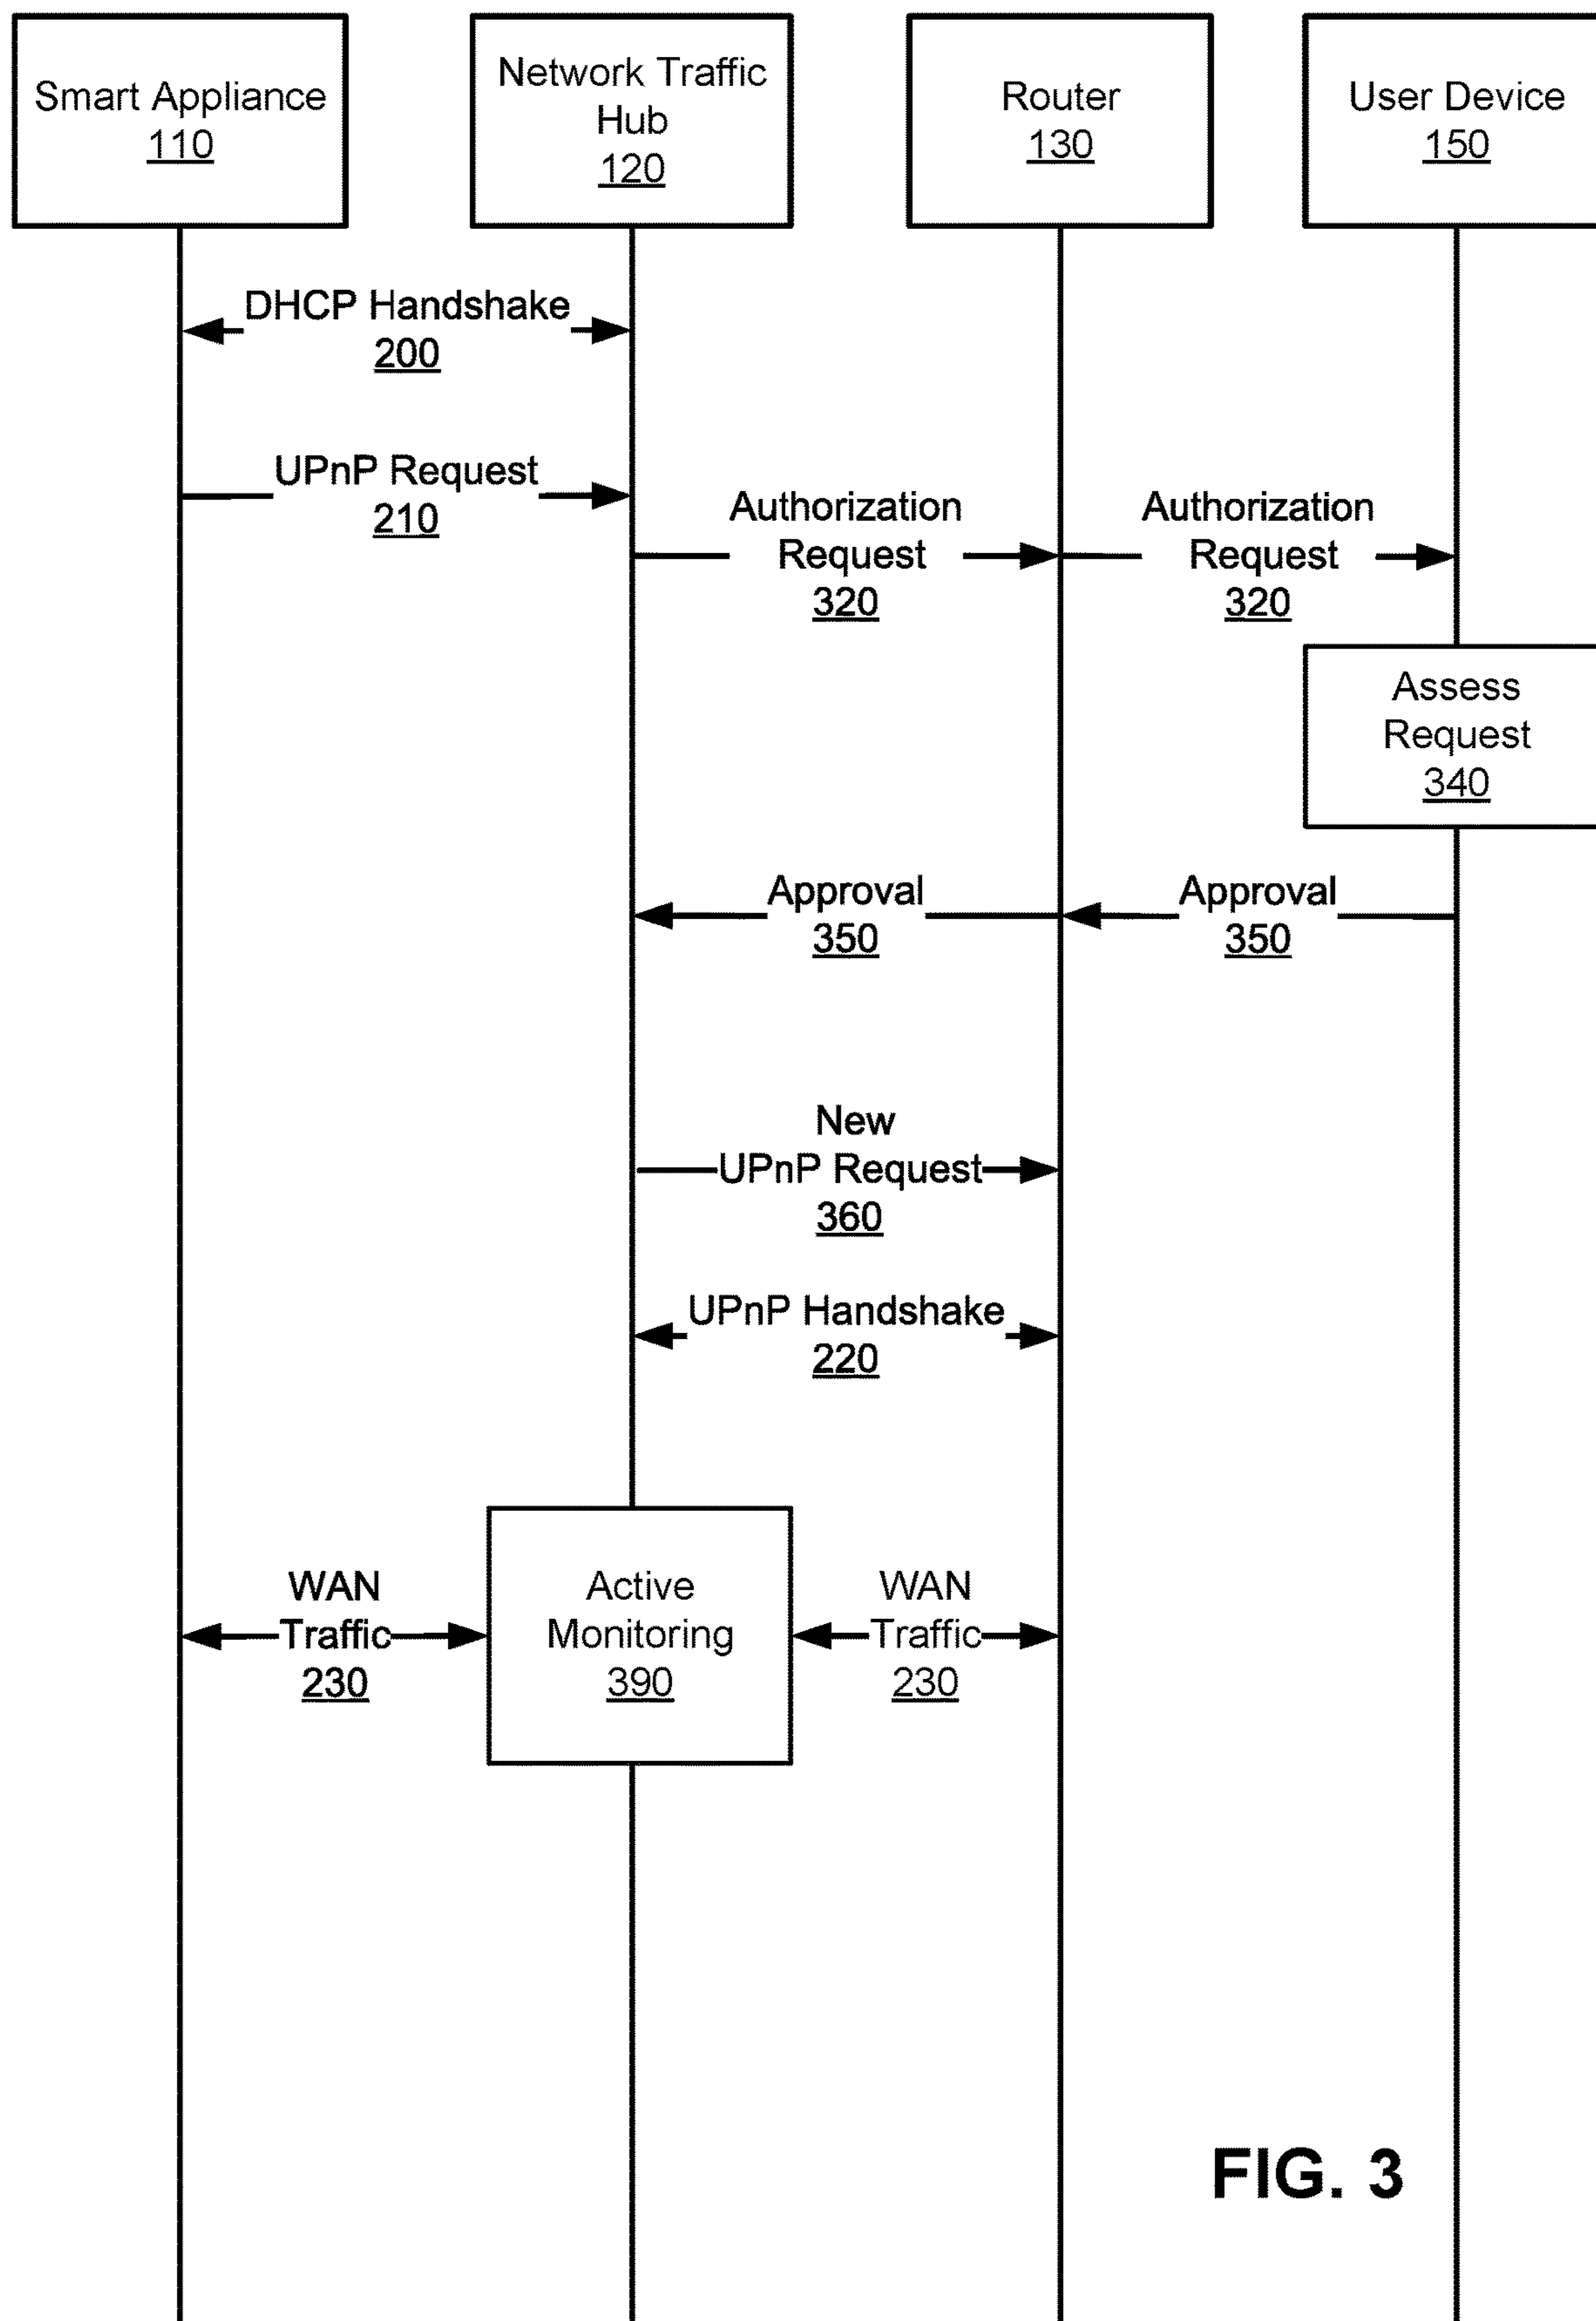 Smart Appliance
110
Network Traffic
Hub
120
Router
130
User Device
150
DHCP Handshake
200
UPnP Request
210
Authorization
Request
320
Authorization
Request
320
Assess
Request
340
Approval
350
Approval
350
New
UPnP Request
360
UPnP Handshake
220
WAN
Traffic
230
Active
Monitoring
390
WAN
Traffic
230
FIG. 3